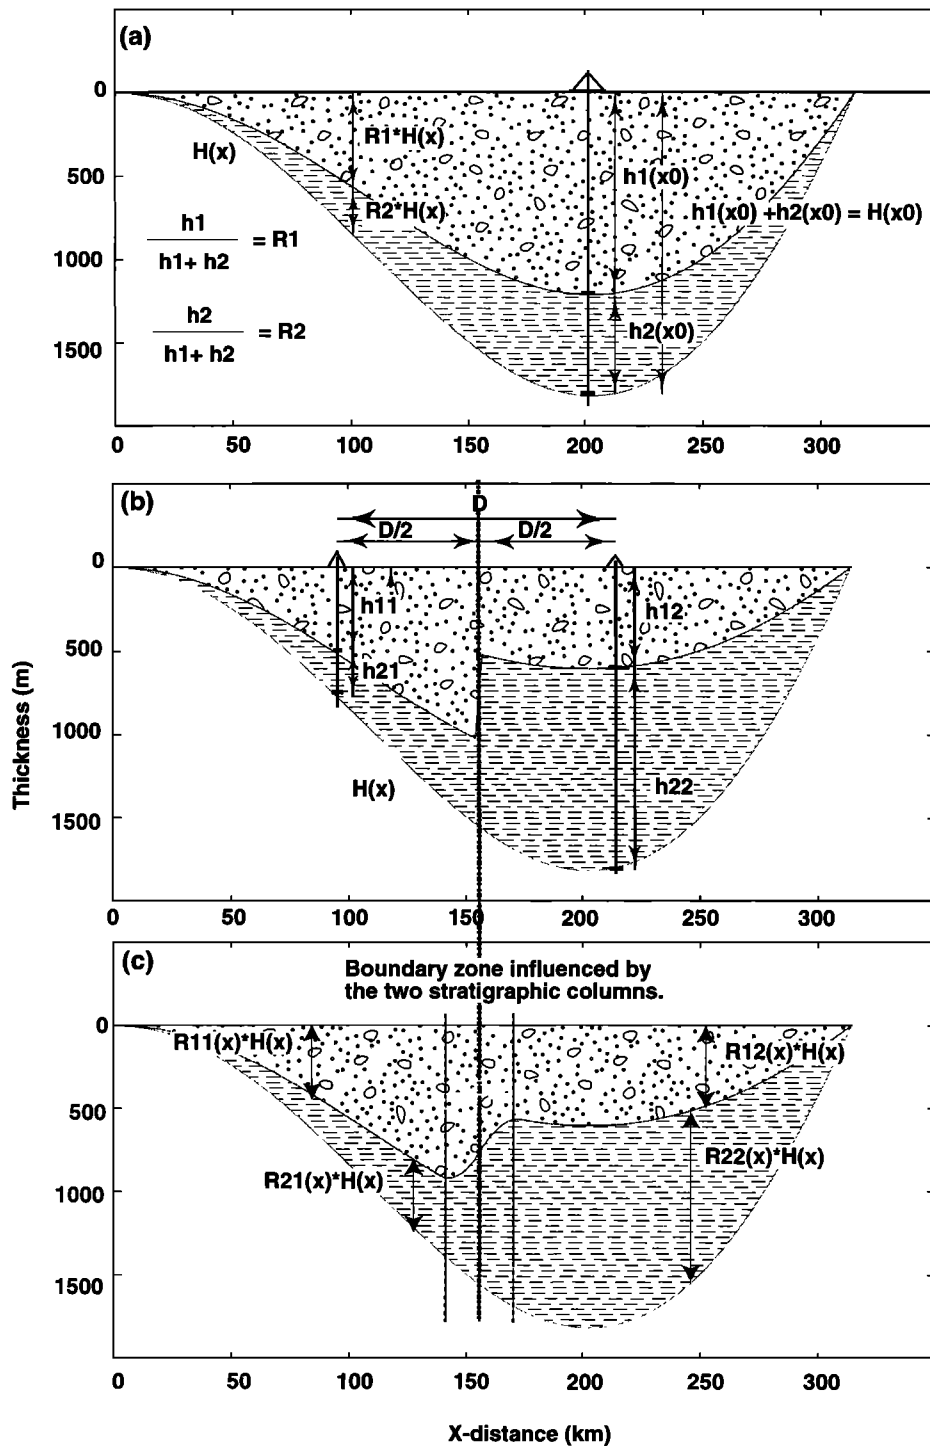 (a)
0
500
1000
1500
H(x)
R1*H(x)
R2*H(x)
h1(x0)
h1(x0) +h2(x0) = H(x0)
h2(x0)
h1
h1+ h2
= R1
h2
h1+ h2
= R2
0 50 100 150 200 250 300
(b)
D
D/2 D/2
0
500
1000
1500
h11
h21
h12
h22
H(x)
Thickness (m)
0 50 100 150 200 250 300
(c)
Boundary zone influenced by
the two stratigraphic columns.
0
500
1000
1500
R11(x)*H(x)
R12(x)*H(x)
R21(x)*H(x)
R22(x)*H(x)
0 50 100 150 200 250 300
X-distance (km)